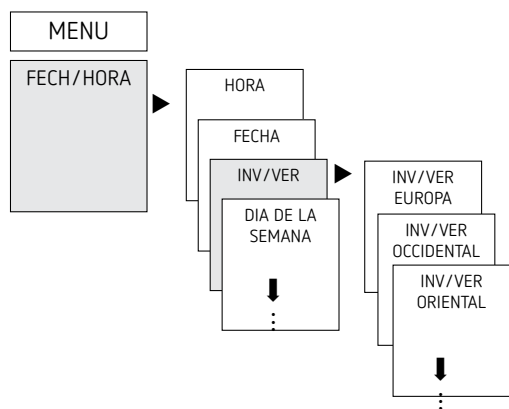 MENU
FECH/HORA
HORA
FECHA
INV/VER
DIA DE LA
SEMANA
INV/VER
EUROPA
INV/VER
OCCIDENTAL
INV/VER
ORIENTAL